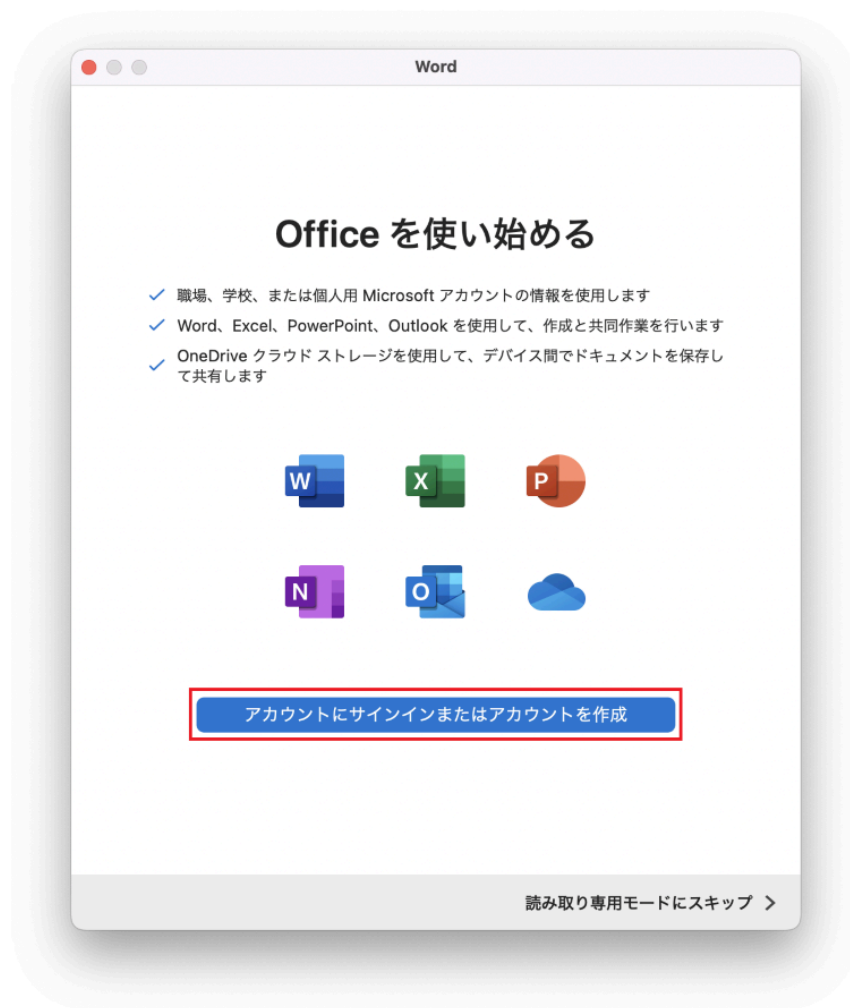 Word
Office を使い始める
職場、学校、または個人用 Microsoft アカウントの情報を使用します
Word、Excel、PowerPoint、Outlook を使用して、作成と共同作業を行います
OneDrive クラウド ストレージを使用して、デバイス間でドキュメントを保存し
て共有します
W X P
N O
アカウントにサインインまたはアカウントを作成
読み取り専用モードにスキップ